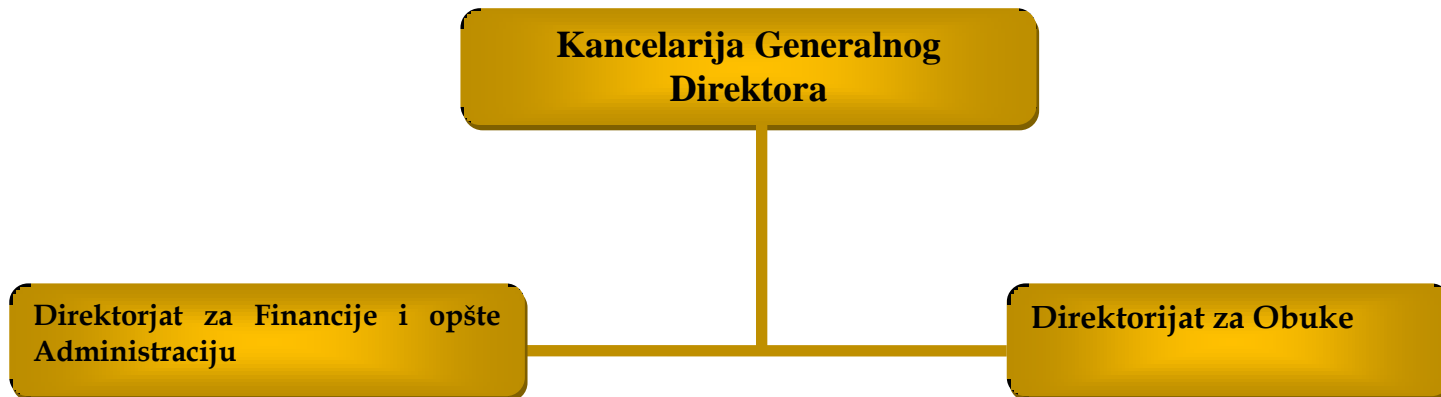 Kancelarija Generalnog
Direktora
Direktorjat za Financije i opšte
Administraciju
Direktorijat za Obuke